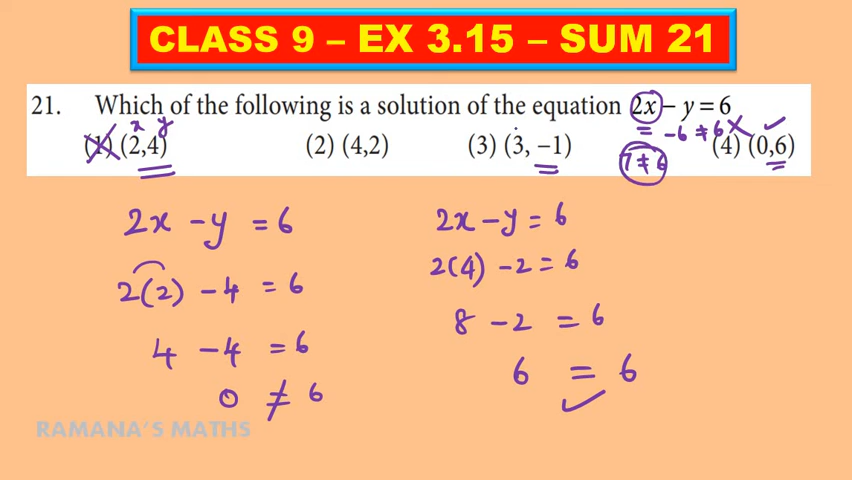 CLASS 9 – EX 3.15 – SUM 21
21. Which of the following is a solution of the equation 2x − y = 6
x y = -6 ≠ 6
(1) (2,4) (2) (4,2) (3) (3, −1) 7 ≠ 6 (4) (0,6)
2x - y = 6
2(2) - 4 = 6
4 - 4 = 6
0 ≠ 6
2x - y = 6
2(4) - 2 = 6
8 - 2 = 6
6 = 6
RAMANA'S MATHS